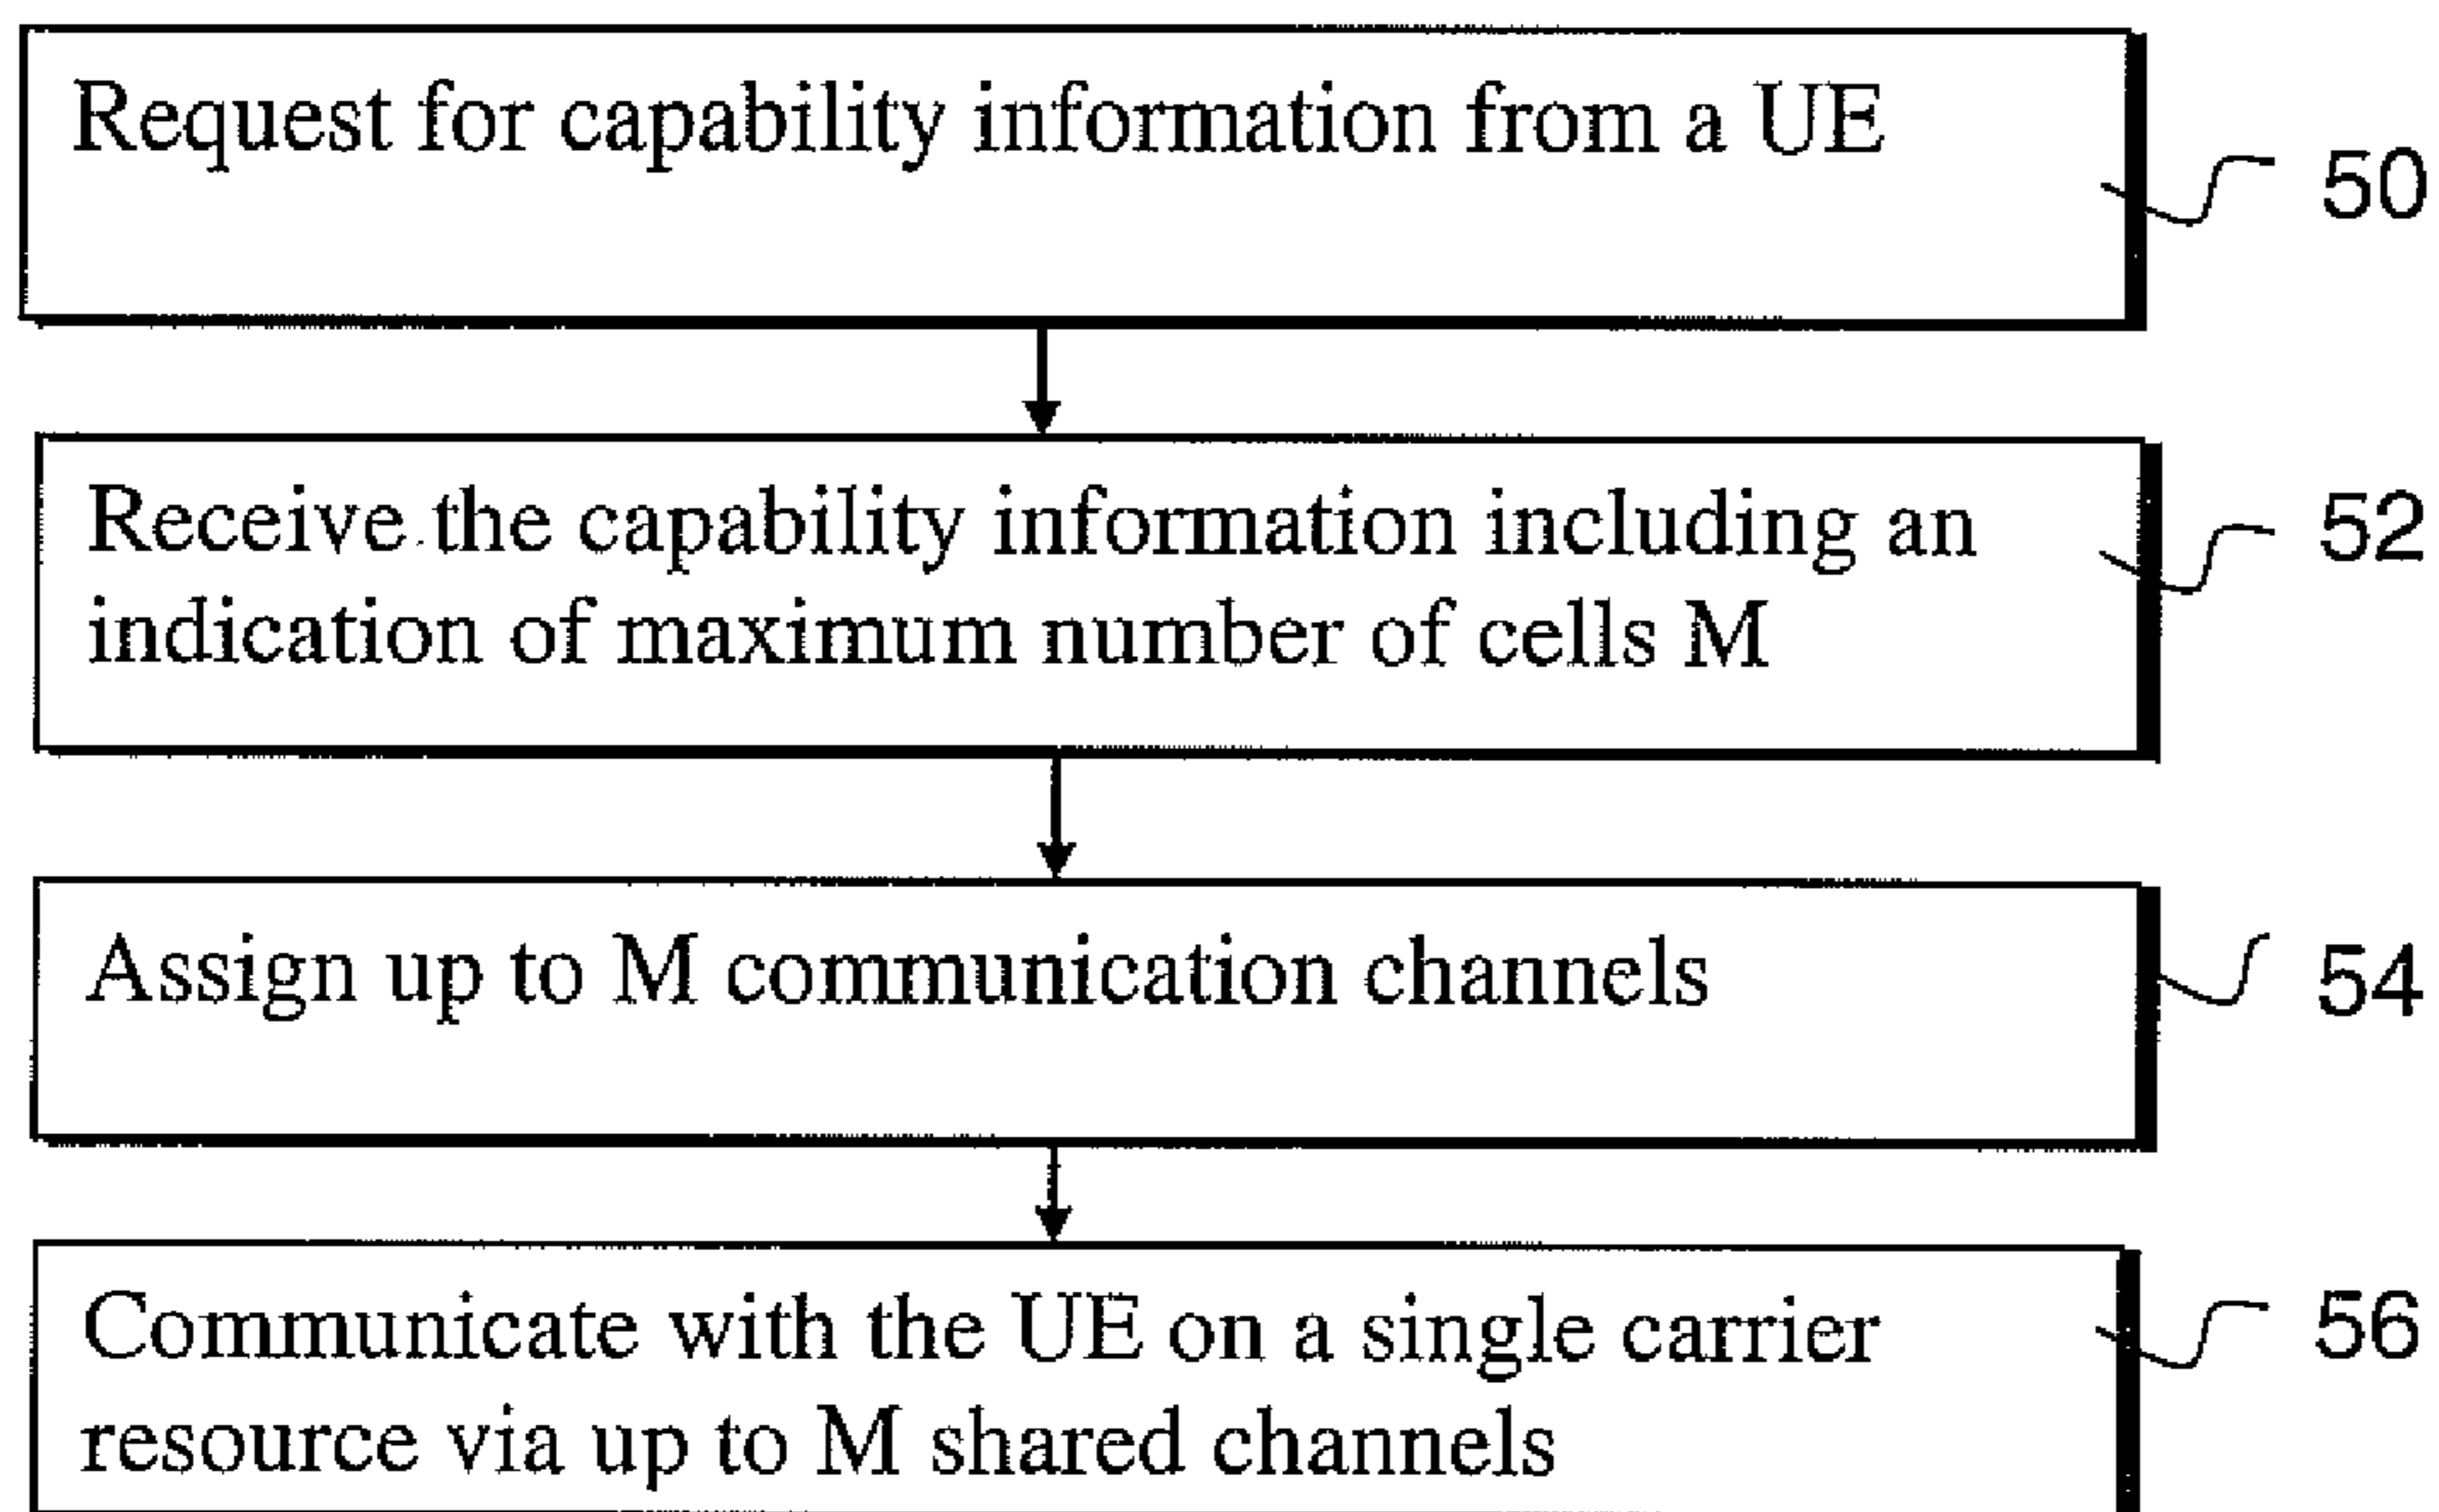 Request for capability information from a UE
50
Receive the capability information including an
indication of maximum number of cells M
52
Assign up to M communication channels
54
Communicate with the UE on a single carrier
resource via up to M shared channels
56